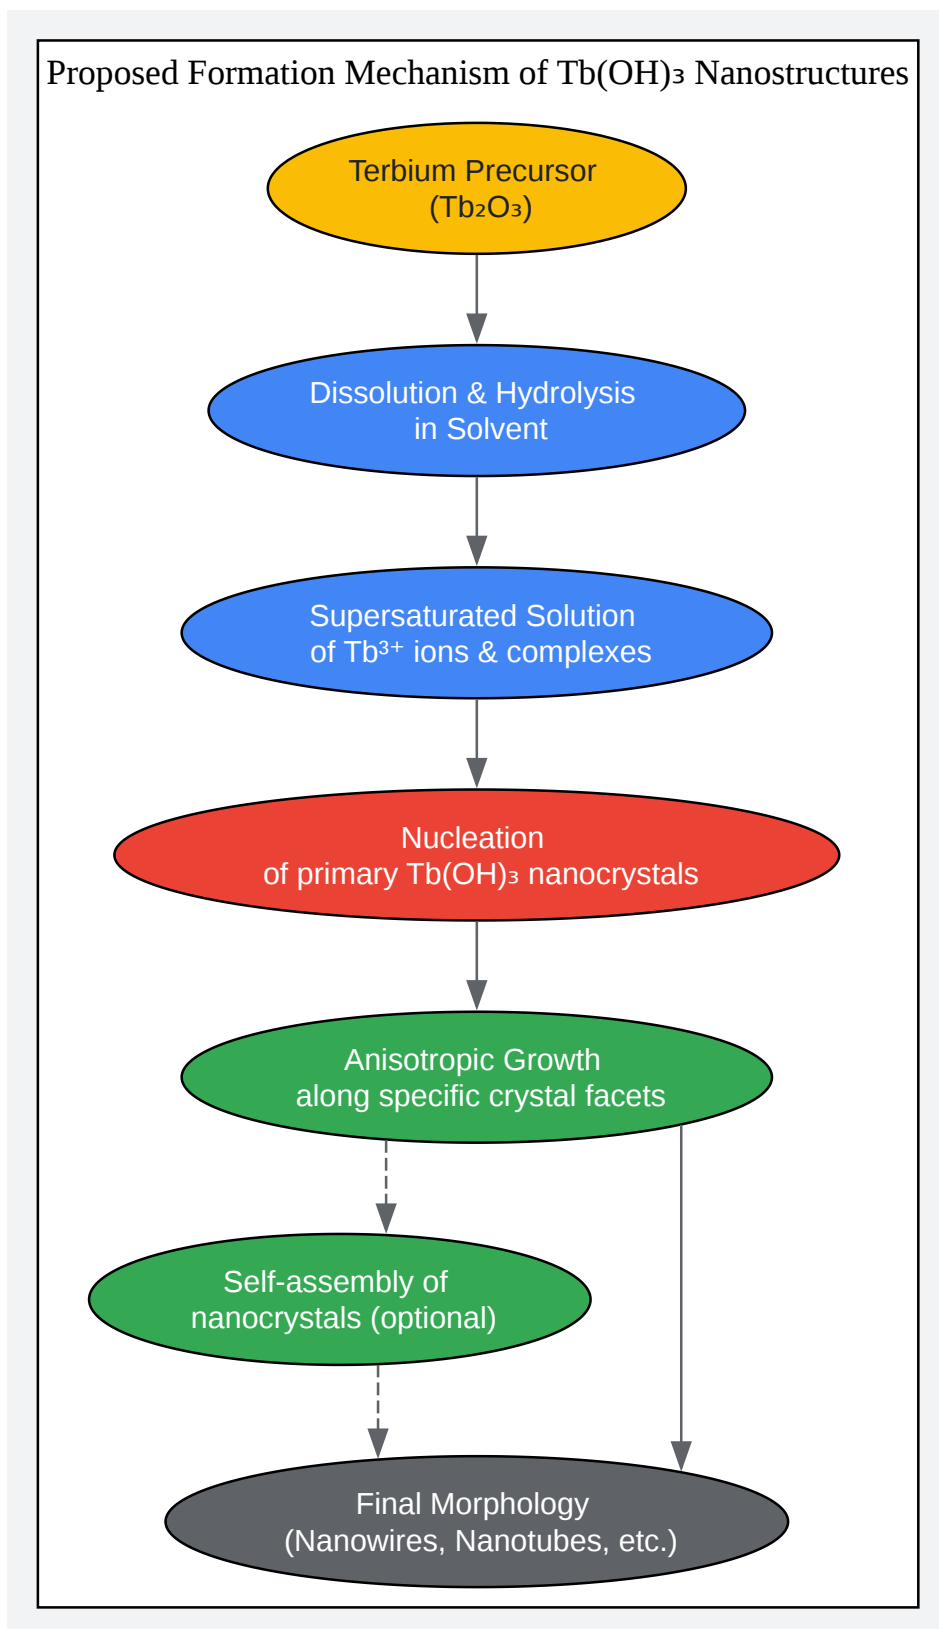 Proposed Formation Mechanism of Tb(OH)₃ Nanostructures
Terbium Precursor
(Tb₂O₃)
Dissolution & Hydrolysis
in Solvent
Supersaturated Solution
of Tb³⁺ ions & complexes
Nucleation
of primary Tb(OH)₃ nanocrystals
Anisotropic Growth
along specific crystal facets
Self-assembly of
nanocrystals (optional)
Final Morphology
(Nanowires, Nanotubes, etc.)